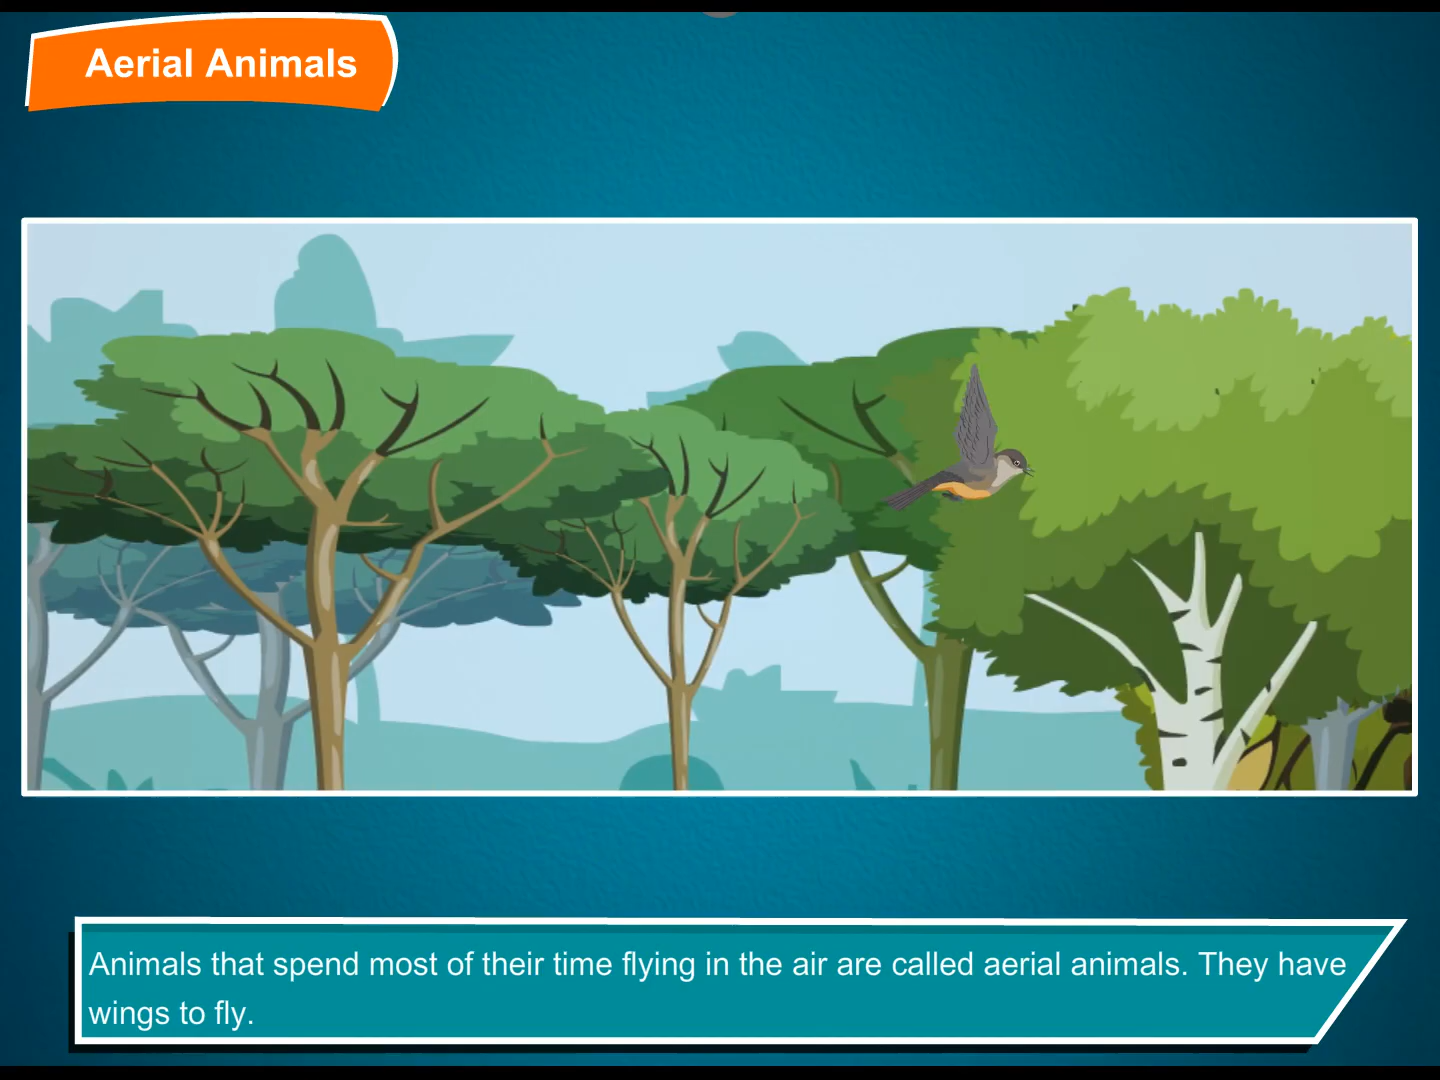 Aerial Animals
Animals that spend most of their time flying in the air are called aerial animals. They have
wings to fly.